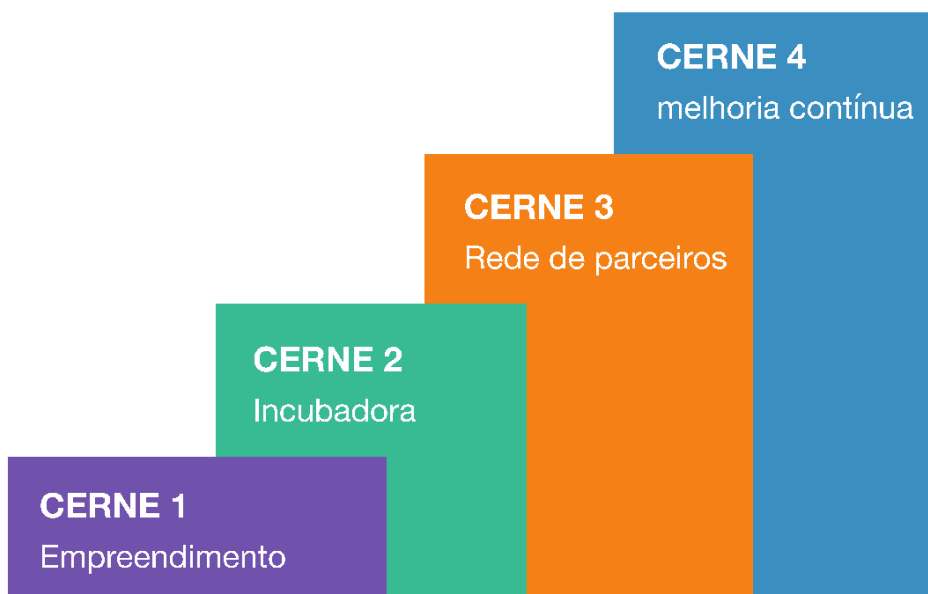 CERNE 4
melhoria contínua
CERNE 3
Rede de parceiros
CERNE 2
Incubadora
CERNE 1
Empreendimento